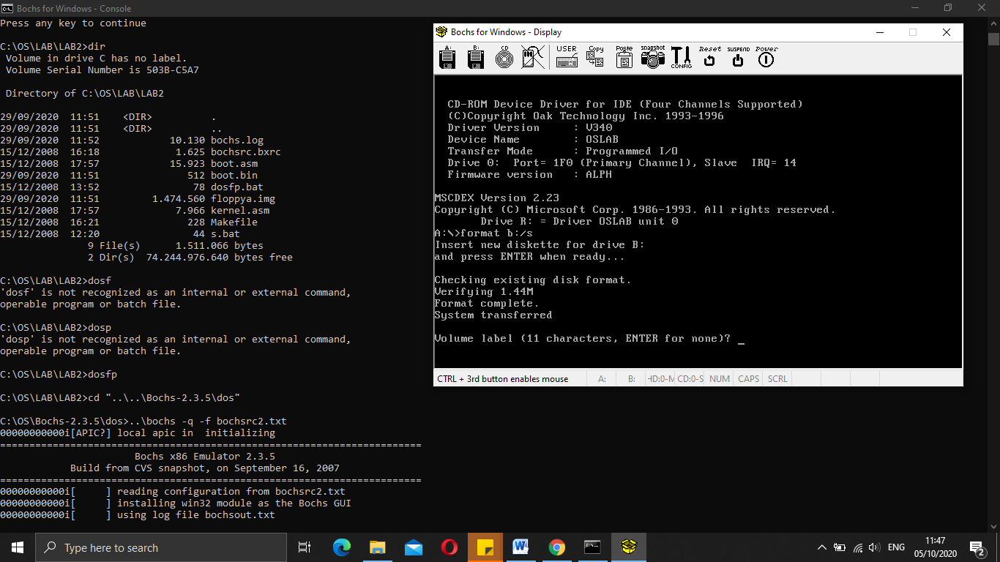 Bochs for Windows - Console
Press any key to continue
C:\OS\LAB\LAB2>dir
Volume in drive C has no label.
Volume Serial Number is 503B-C5A7
Directory of C:\OS\LAB\LAB2
29/09/2020  11:51    <DIR>          .
29/09/2020  11:51    <DIR>          ..
29/09/2020  11:52            10.130 bochs.log
15/12/2008  16:18             1.625 bochsrc.bxrc
15/12/2008  17:57            15.923 boot.asm
29/09/2020  11:51               512 boot.bin
15/12/2008  13:52                78 dosfp.bat
29/09/2020  11:51         1.474.560 floppya.img
15/12/2008  17:57             7.966 kernel.asm
15/12/2008  16:21               228 Makefile
15/12/2008  12:20                44 s.bat
9 File(s)      1.511.066 bytes
2 Dir(s)  74.244.976.640 bytes free
C:\OS\LAB\LAB2>dosf
'dosf' is not recognized as an internal or external command,
operable program or batch file.
C:\OS\LAB\LAB2>dosp
'dosp' is not recognized as an internal or external command,
operable program or batch file.
C:\OS\LAB\LAB2>dosfp
C:\OS\LAB\LAB2>cd "..\..\Bochs-2.3.5\dos"
C:\OS\Bochs-2.3.5\dos>..\bochs -q -f bochsrc2.txt
00000000000i[APIC?] local apic in  initializing
========================================================================
Bochs x86 Emulator 2.3.5
Build from CVS snapshot, on September 16, 2007
========================================================================
00000000000i[     ] reading configuration from bochsrc2.txt
00000000000i[     ] installing win32 module as the Bochs GUI
00000000000i[     ] using log file bochsout.txt
Bochs for Windows - Display
A: B: CD USER Copy Paste snapshot CONFIG Reset SUSPEND Power
CD-ROM Device Driver for IDE (Four Channels Supported)
(C)Copyright Oak Technology Inc. 1993-1996
Driver Version     : V340
Device Name        : OSLAB
Transfer Mode      : Programmed I/O
Drive 0:  Port= 1F0 (Primary Channel), Slave  IRQ= 14
Firmware version   : ALPH
MSCDEX Version 2.23
Copyright (C) Microsoft Corp. 1986-1993. All rights reserved.
Drive R: = Driver OSLAB unit 0
A:\>format b:/s
Insert new diskette for drive B:
and press ENTER when ready...
Checking existing disk format.
Verifying 1.44M
Format complete.
System transferred
Volume label (11 characters, ENTER for none)? _
CTRL + 3rd button enables mouse A: B: HD:0-M CD:0-S NUM CAPS SCRL
Type here to search
ENG
11:47
05/10/2020
2